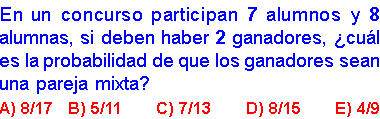 En un concurso participan 7 alumnos y 8
alumnas, si deben haber 2 ganadores, ¿cuál
es la probabilidad de que los ganadores sean
una pareja mixta?
A) 8/17 B) 5/11 C) 7/13 D) 8/15 E) 4/9